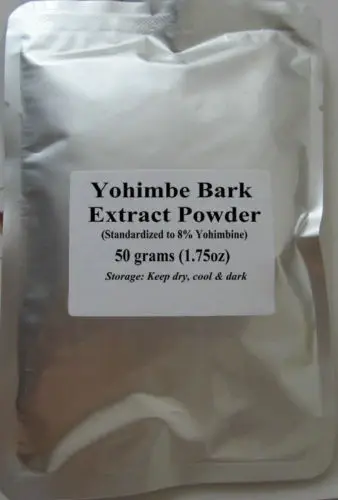 Yohimbe Bark
Extract Powder
(Standardized to 8% Yohimbine)
50 grams (1.75oz)
Storage: Keep dry, cool & dark